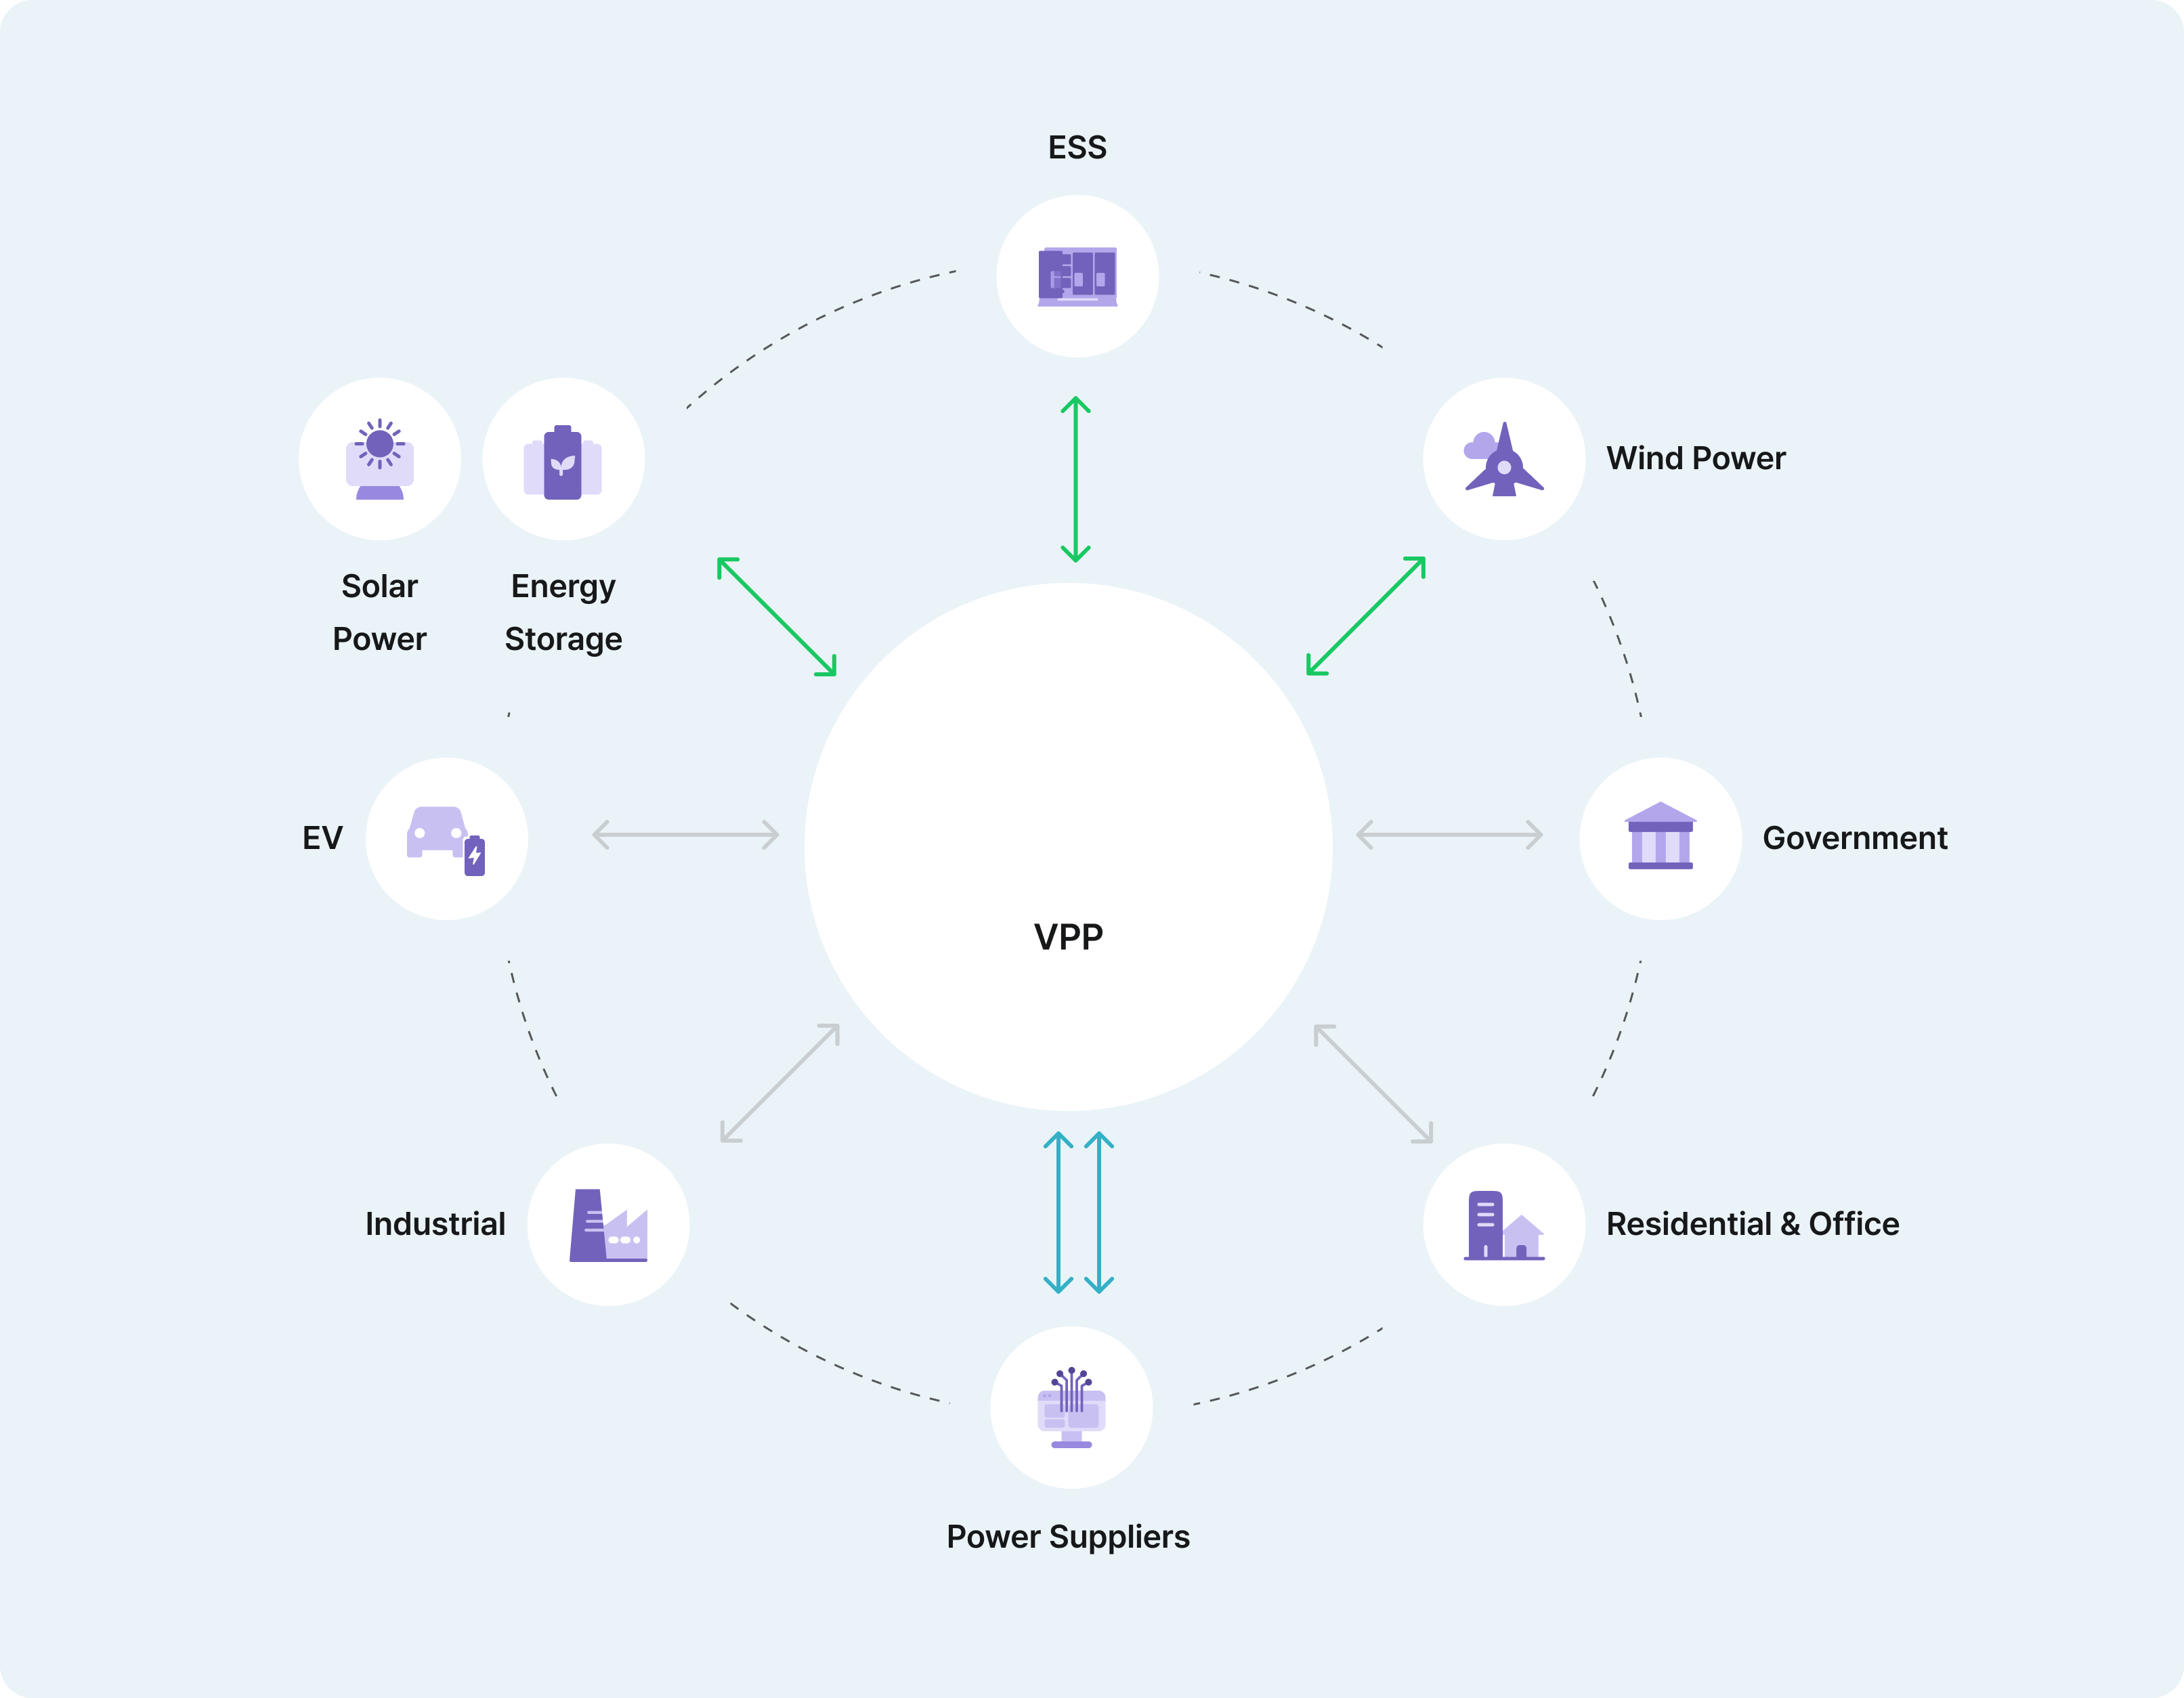 ESS
Wind Power
Solar
Power
Energy
Storage
EV
Government
VPP
Industrial
Residential & Office
Power Suppliers